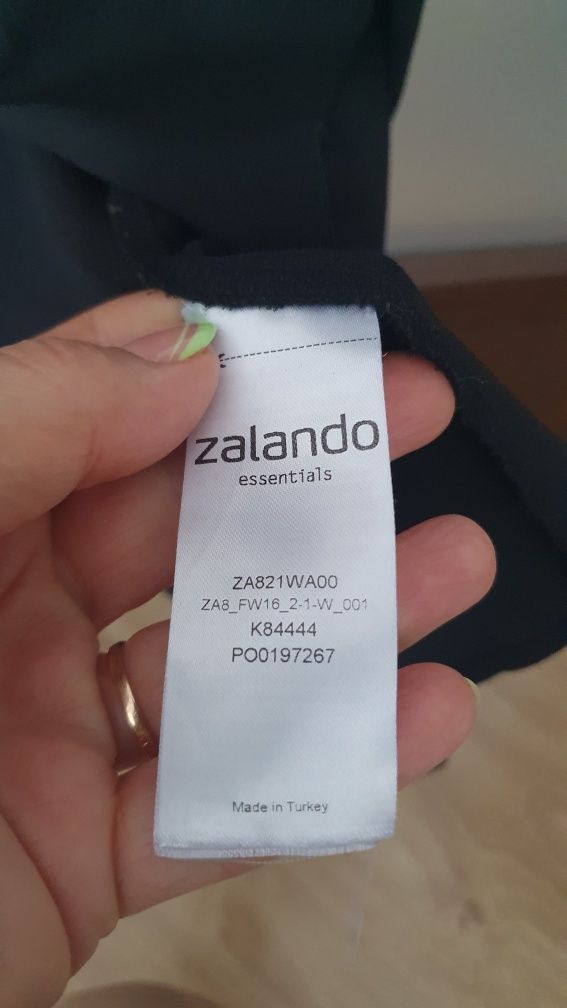 zalando
essentials
ZA821WA00
ZA8_FW16_2-1-W_001
K84444
PO0197267
Made in Turkey